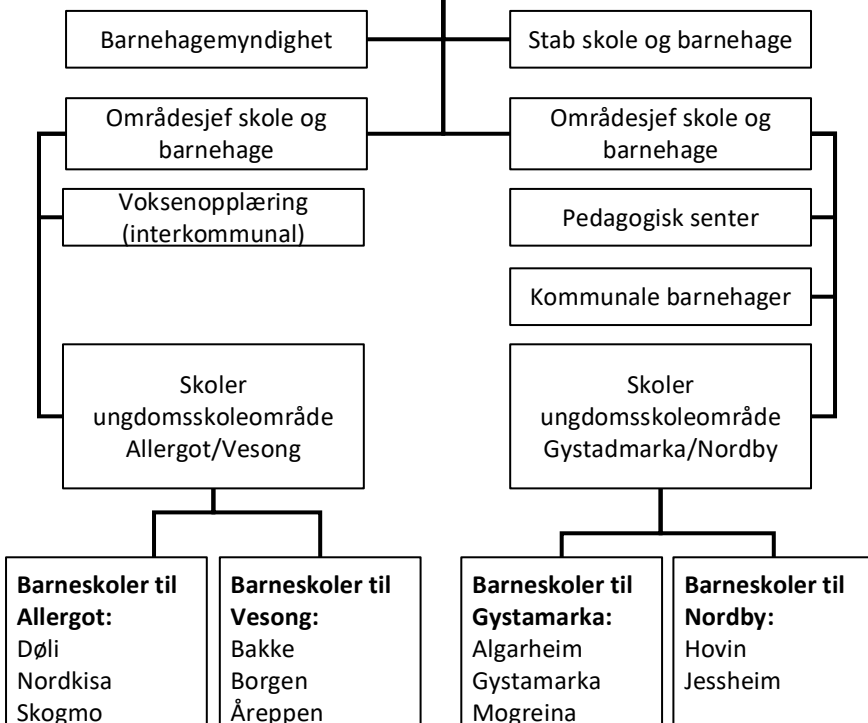 Barnehagemyndighet
Stab skole og barnehage
Områdesjef skole og
barnehage
Områdesjef skole og
barnehage
Voksenopplæring
(interkommunal)
Pedagogisk senter
Kommunale barnehager
Skoler
ungdomsskoleområde
Allergot/Vesong
Skoler
ungdomsskoleområde
Gystadmarka/Nordby
Barneskoler til
Allergot:
Døli
Nordkisa
Skogmo
Barneskoler til
Vesong:
Bakke
Borgen
Åreppen
Barneskoler til
Gystamarka:
Algarheim
Gystamarka
Mogreina
Barneskoler til
Nordby:
Hovin
Jessheim